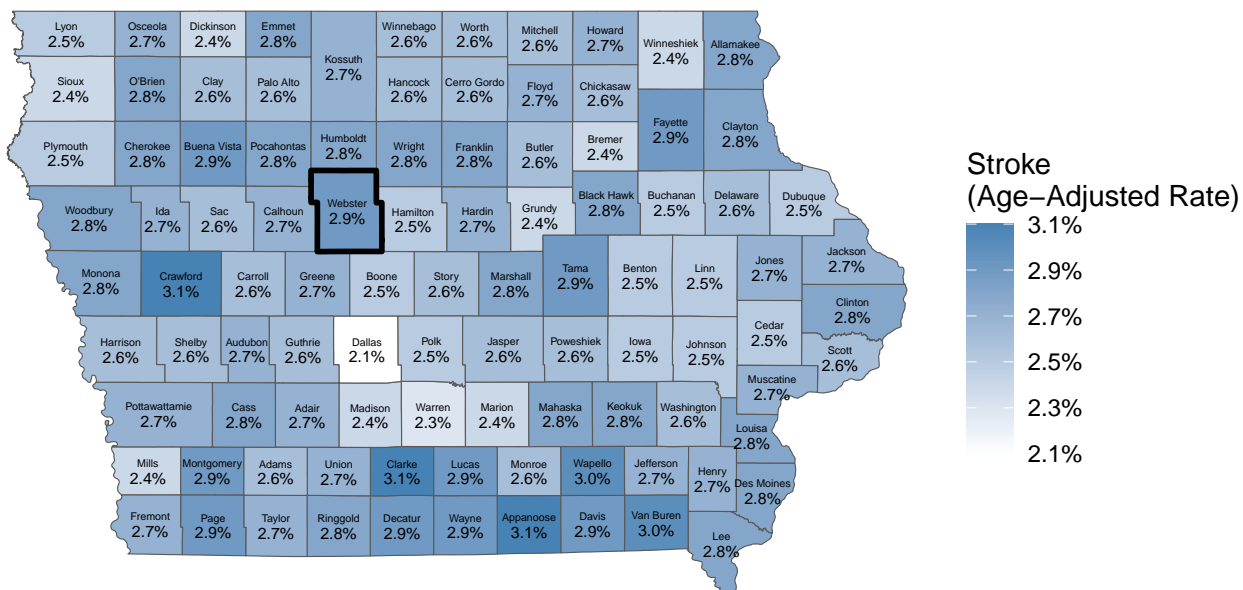 Lyon
2.5%
Osceola
2.7%
Dickinson
2.4%
Emmet
2.8%
Kossuth
2.7%
Winnebago
2.6%
Worth
2.6%
Mitchell
2.6%
Howard
2.7%
Winneshiek
2.4%
Allamakee
2.8%
Sioux
2.4%
O'Brien
2.8%
Clay
2.6%
Palo Alto
2.6%
Hancock
2.6%
Cerro Gordo
2.6%
Floyd
2.7%
Chickasaw
2.6%
Fayette
2.9%
Clayton
2.8%
Plymouth
2.5%
Cherokee
2.8%
Buena Vista
2.9%
Pocahontas
2.8%
Humboldt
2.8%
Wright
2.8%
Franklin
2.8%
Butler
2.6%
Bremer
2.4%
Woodbury
2.8%
Ida
2.7%
Sac
2.6%
Calhoun
2.7%
Webster
2.9%
Hamilton
2.5%
Hardin
2.7%
Grundy
2.4%
Black Hawk
2.8%
Buchanan
2.5%
Delaware
2.6%
Dubuque
2.5%
Monona
2.8%
Crawford
3.1%
Carroll
2.6%
Greene
2.7%
Boone
2.5%
Story
2.6%
Marshall
2.8%
Tama
2.9%
Benton
2.5%
Linn
2.5%
Jones
2.7%
Jackson
2.7%
Clinton
2.8%
Harrison
2.6%
Shelby
2.6%
Audubon
2.7%
Guthrie
2.6%
Dallas
2.1%
Polk
2.5%
Jasper
2.6%
Poweshiek
2.6%
Iowa
2.5%
Johnson
2.5%
Cedar
2.5%
Scott
2.6%
Muscatine
2.7%
Pottawattamie
2.7%
Cass
2.8%
Adair
2.7%
Madison
2.4%
Warren
2.3%
Marion
2.4%
Mahaska
2.8%
Keokuk
2.8%
Washington
2.6%
Louisa
2.8%
Mills
2.4%
Montgomery
2.9%
Adams
2.6%
Union
2.7%
Clarke
3.1%
Lucas
2.9%
Monroe
2.6%
Wapello
3.0%
Jefferson
2.7%
Henry
2.7%
Des Moines
2.8%
Fremont
2.7%
Page
2.9%
Taylor
2.7%
Ringgold
2.8%
Decatur
2.9%
Wayne
2.9%
Appanoose
3.1%
Davis
2.9%
Van Buren
3.0%
Lee
2.8%
Stroke
(Age−Adjusted Rate)
3.1%
2.9%
2.7%
2.5%
2.3%
2.1%